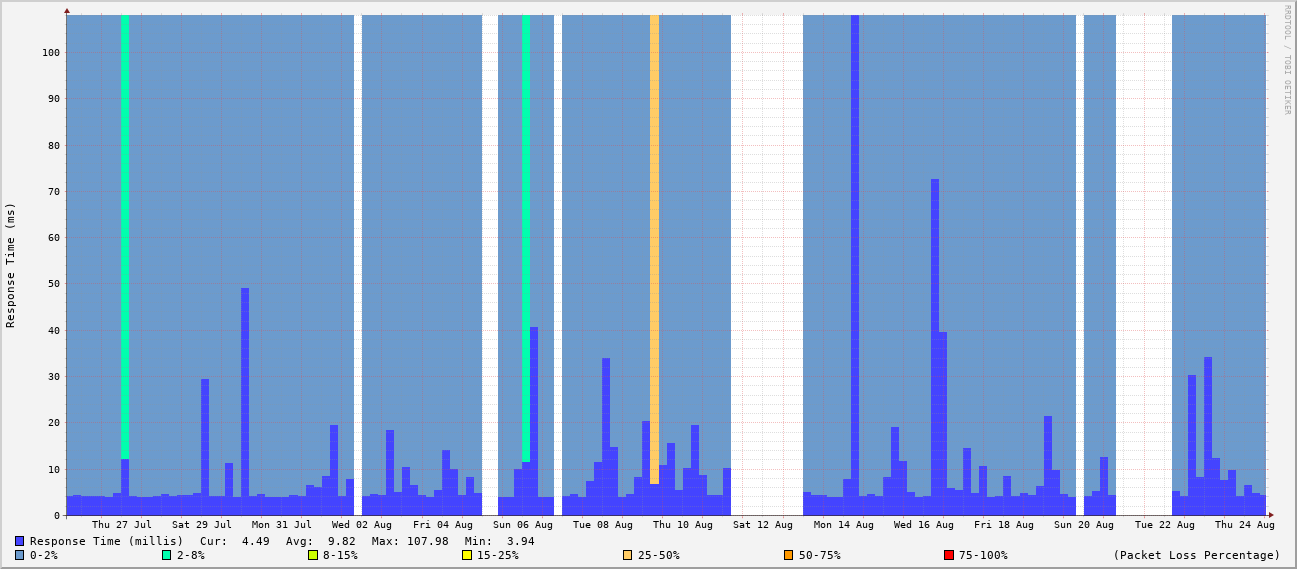 RRDTOOL / TOBI OETIKER
Response Time (ms)
100
90
80
70
60
50
40
30
20
10
0
Thu 27 Jul Sat 29 Jul Mon 31 Jul Wed 02 Aug Fri 04 Aug Sun 06 Aug Tue 08 Aug Thu 10 Aug Sat 12 Aug Mon 14 Aug Wed 16 Aug Fri 18 Aug Sun 20 Aug Tue 22 Aug Thu 24 Aug
Response Time (millis) Cur: 4.49 Avg: 9.82 Max: 107.98 Min: 3.94
0-2% 2-8% 8-15% 15-25% 25-50% 50-75% 75-100% (Packet Loss Percentage)